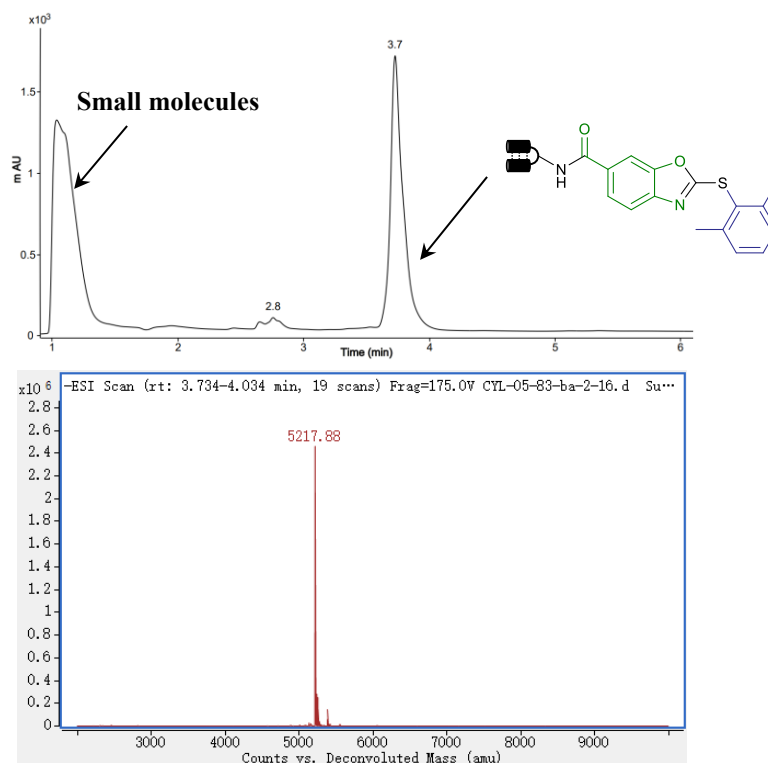 x10³
3.7
1.5
Small molecules
m AU
1
O
N
H
O
N
S
0.5
2.8
0
1 2 3 4 5 6
Time (min)
x10 6
-ESI Scan (rt: 3.734-4.034 min, 19 scans) Frag=175.0V CYL-05-83-ba-2-16.d Su···
2.8
5217.88
2.6
2.4
2.2
2
1.8
1.6
1.4
1.2
1
0.8
0.6
0.4
0.2
0
3000 4000 5000 6000 7000 8000 9000
Counts vs. Deconvoluted Mass (amu)